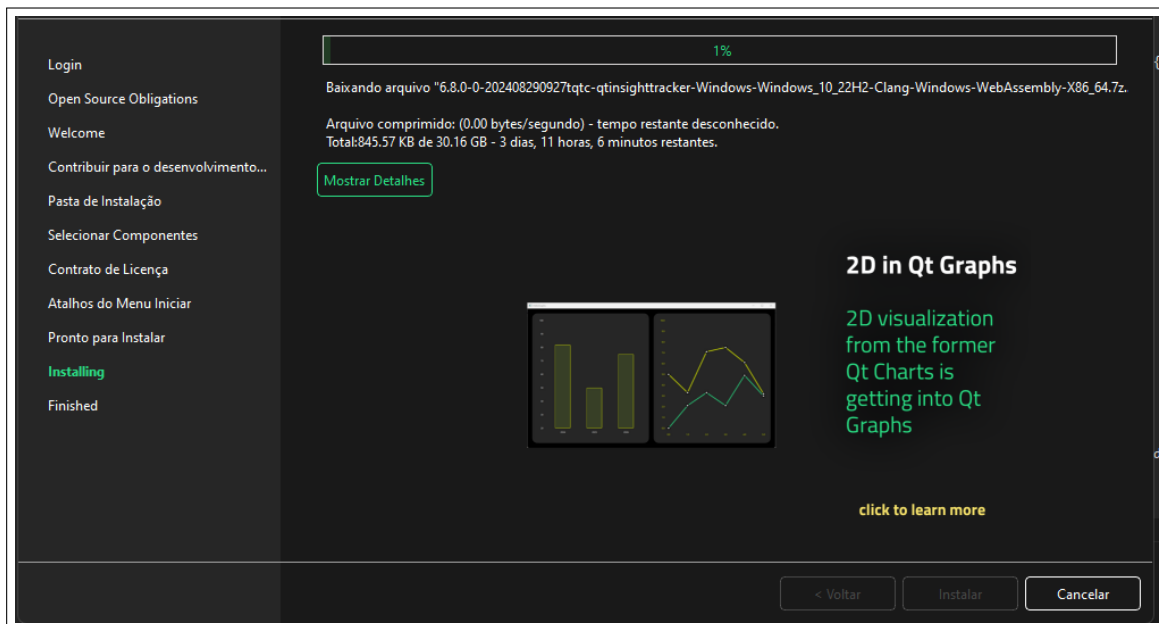 Login
Open Source Obligations
Welcome
Contribuir para o desenvolvimento...
Pasta de Instalação
Selecionar Componentes
Contrato de Licença
Atalhos do Menu Iniciar
Pronto para Instalar
Installing
Finished
1%
Baixando arquivo "6.8.0-0-202408290927tqtc-qtinsighttracker-Windows-Windows_10_22H2-Clang-Windows-WebAssembly-X86_64.7z..
Arquivo comprimido: (0.00 bytes/segundo) - tempo restante desconhecido.
Total:845.57 KB de 30.16 GB - 3 dias, 11 horas, 6 minutos restantes.
Mostrar Detalhes
2D in Qt Graphs
2D visualization
from the former
Qt Charts is
getting into Qt
Graphs
click to learn more
< Voltar
Instalar
Cancelar